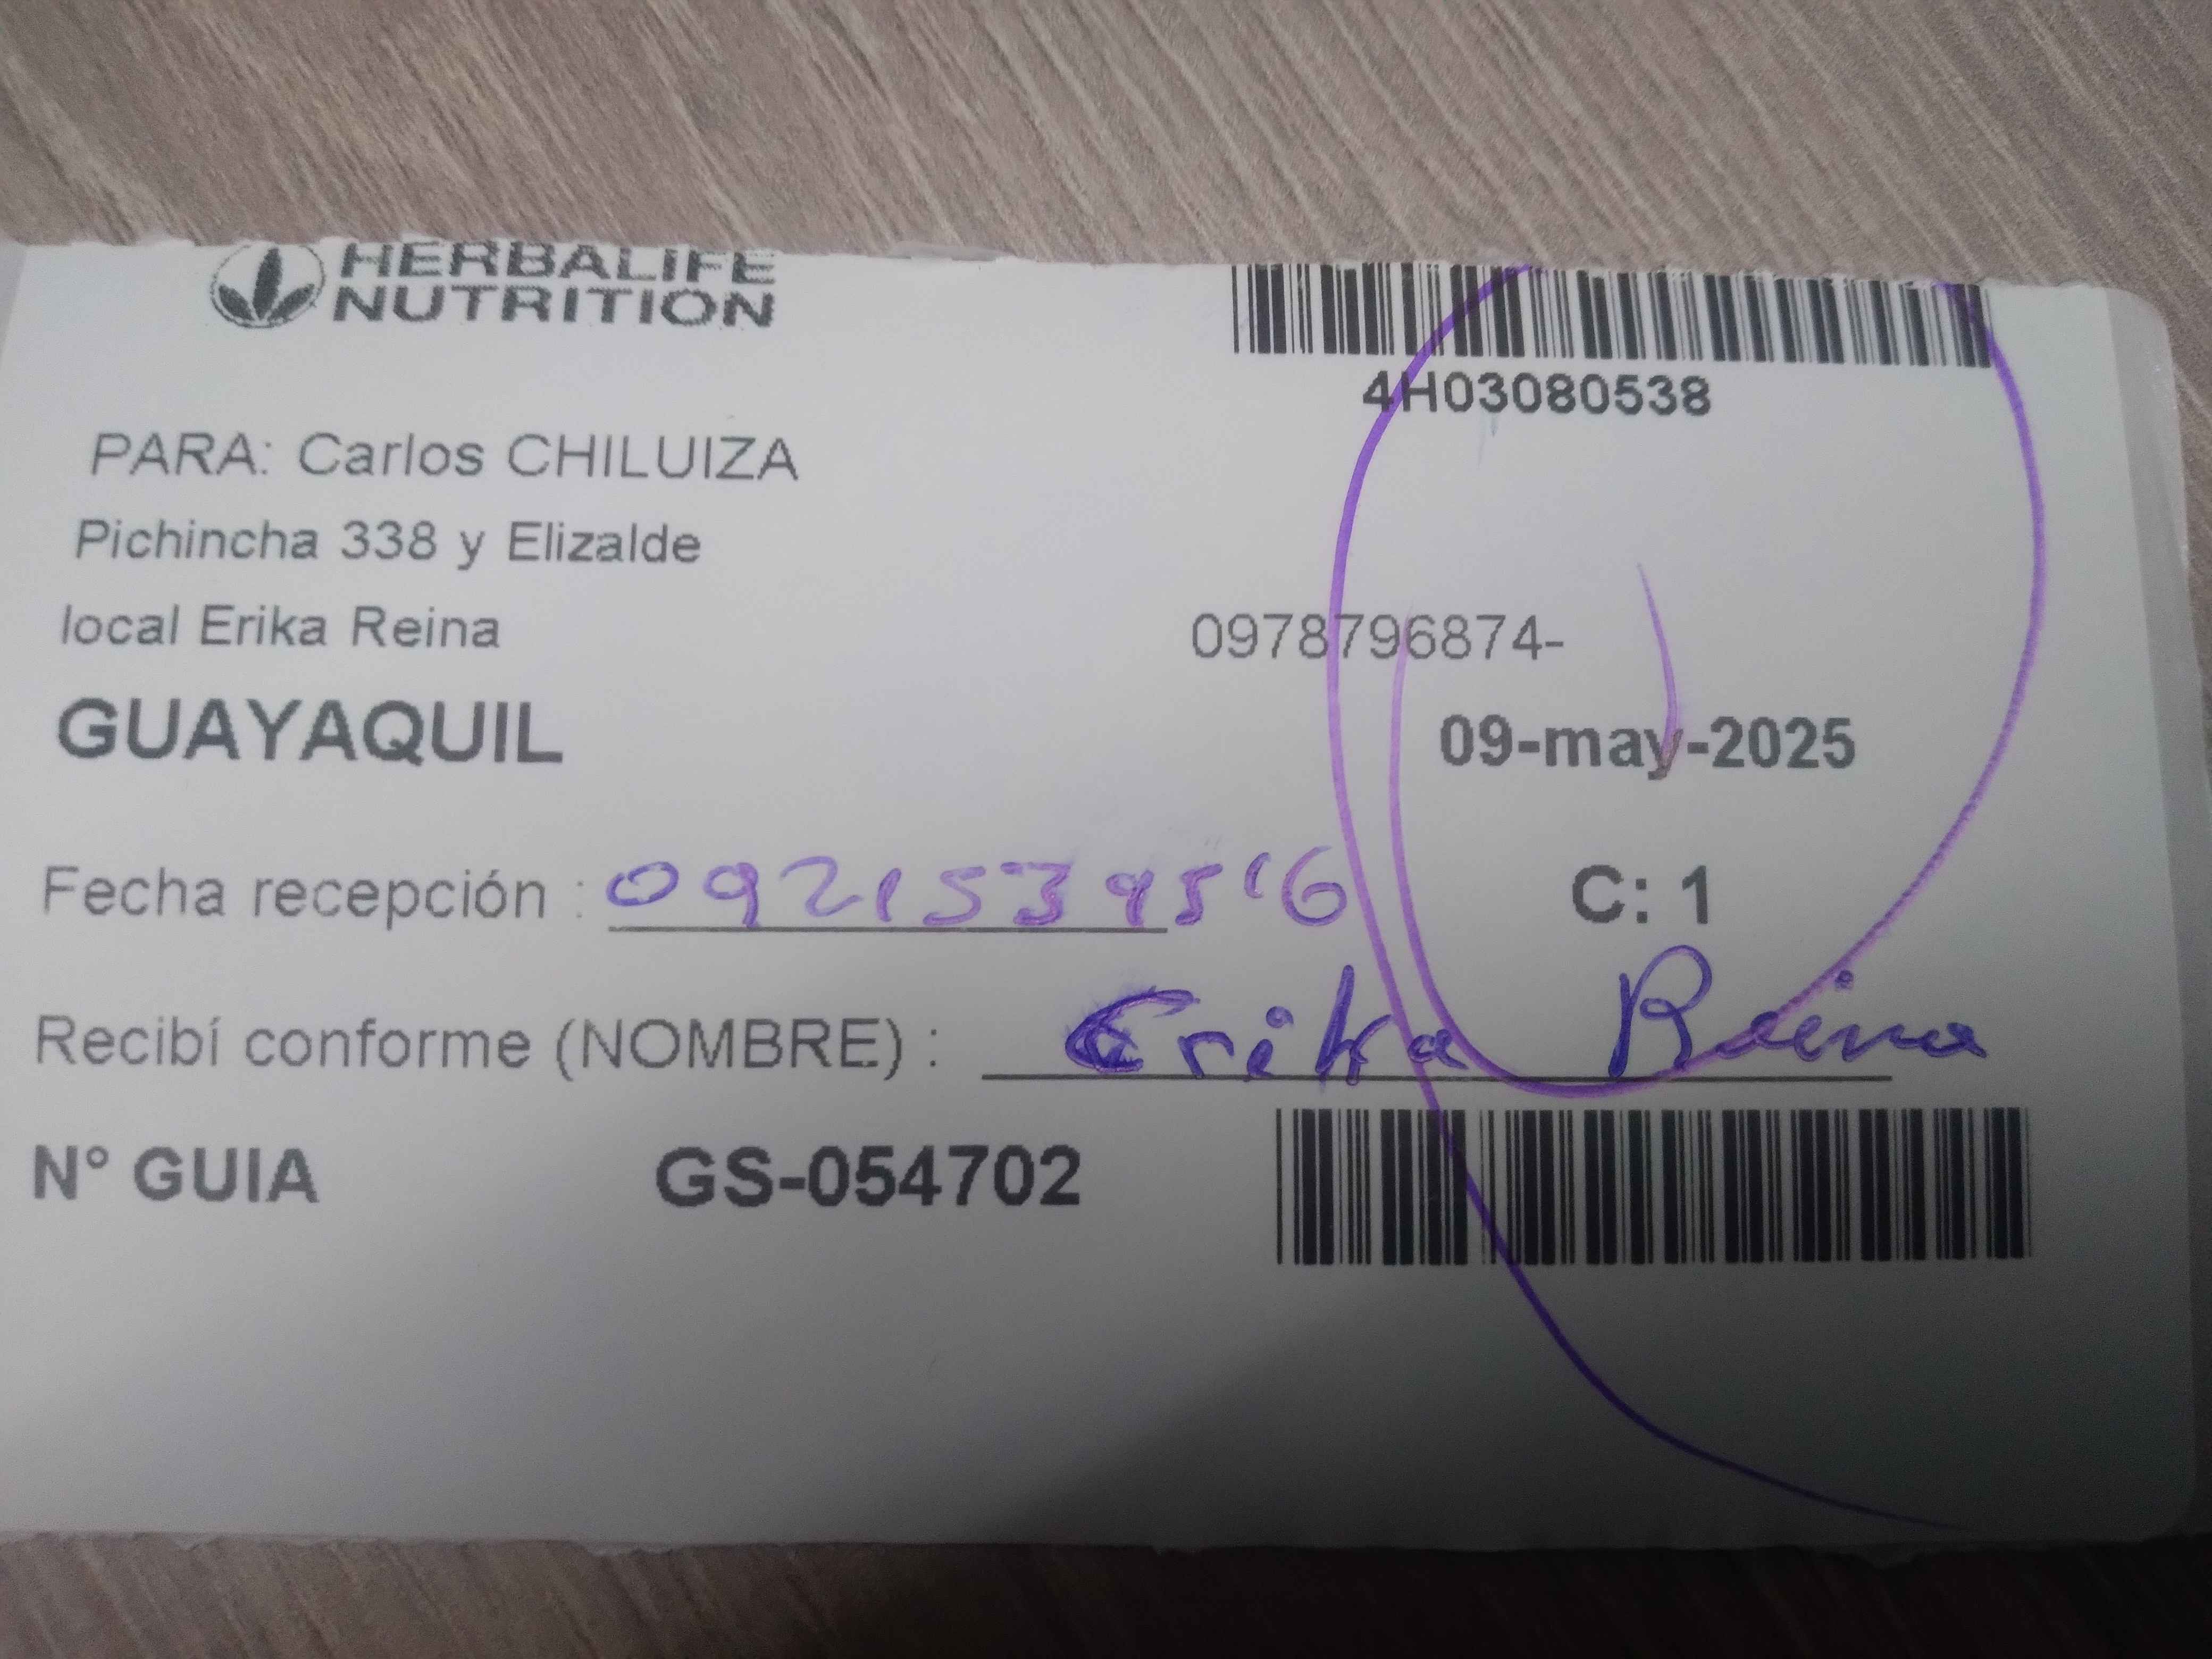 HERBALIFE
NUTRITION
4H03080538
PARA: Carlos CHILUIZA
Pichincha 338 y Elizalde
local Erika Reina
0978796874-
GUAYAQUIL
09-may-2025
Fecha recepción :
C: 1
Recibí conforme (NOMBRE) : Erika Reina
N° GUIA GS-054702